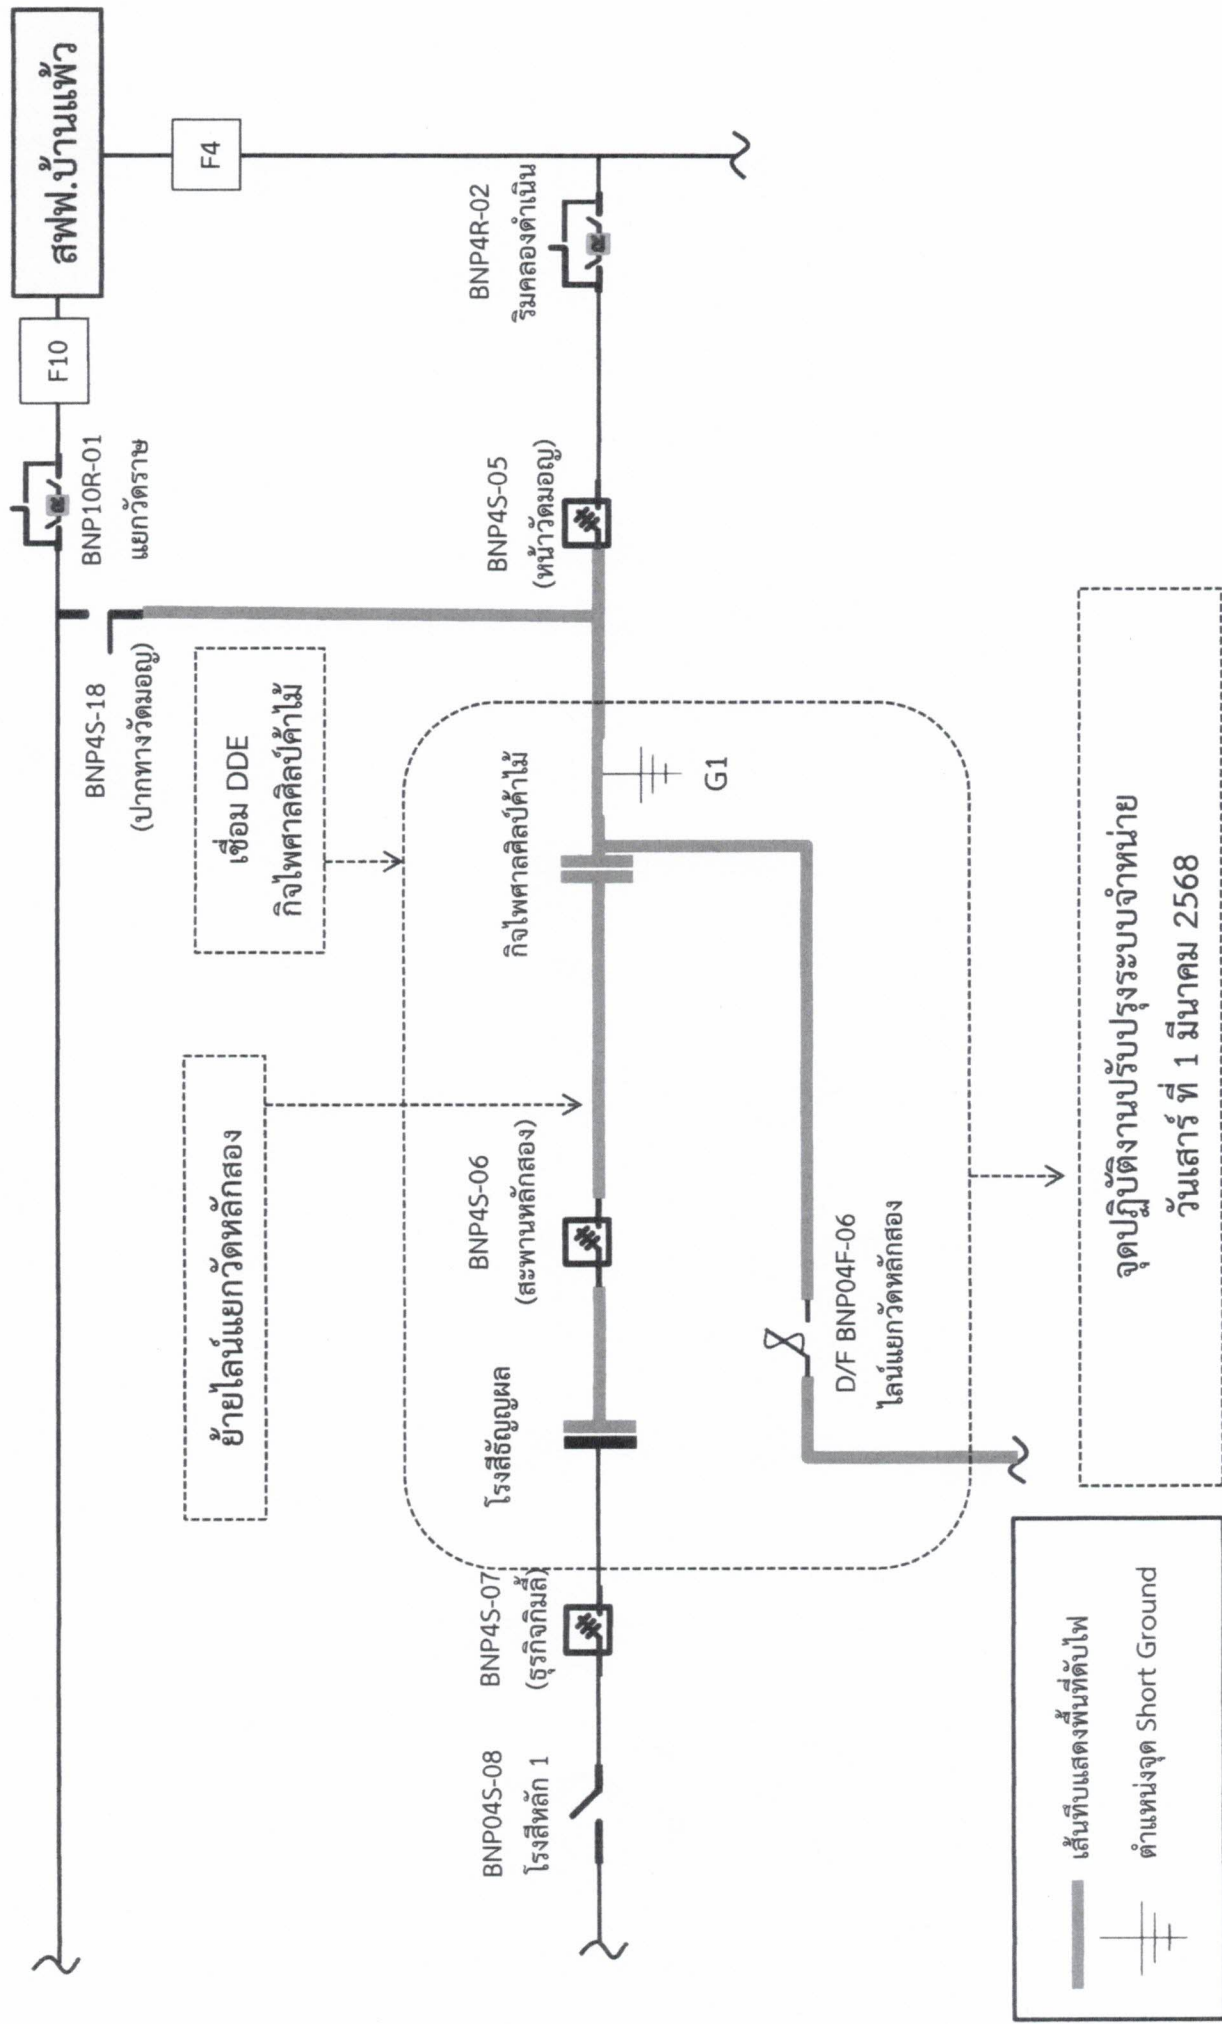 สฟฟ.บ้านแพ้ว
F10
F4
BNP10R-01
แยกวัดราษ
BNP4R-02
ริมคลองดำเนิน
BNP4S-18
(ปากทางวัดมอญ)
BNP4S-05
(หน้าวัดมอญ)
เชื่อม DDE
กิจไพศาลศิลป์ค้าไม้
ย้ายไลน์แยกวัดหลักสอง
กิจไพศาลศิลป์ค้าไม้
G1
BNP4S-06
(สะพานหลักสอง)
โรงสีธัญญผล
D/F BNP04F-06
ไลน์แยกวัดหลักสอง
BNP4S-07
(ธุรกิจกิมลี้)
BNP04S-08
โรงสีหลัก 1
จุดปฏิบัติงานปรับปรุงระบบจำหน่าย
วันเสาร์ ที่ 1 มีนาคม 2568
เส้นทึบแสดงพื้นที่ดับไฟ
ตำแหน่งจุด Short Ground